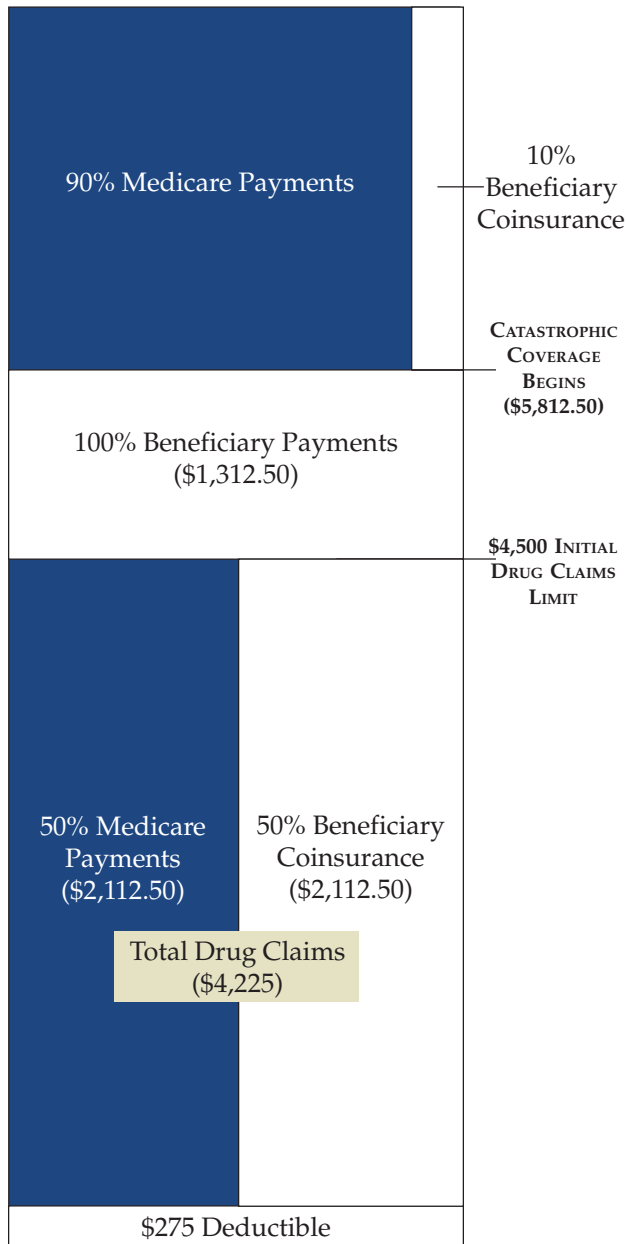 90% Medicare Payments
10%
Beneficiary
Coinsurance
CATASTROPHIC
COVERAGE
BEGINS
($5,812.50)
100% Beneficiary Payments
($1,312.50)
$4,500 INITIAL
DRUG CLAIMS
LIMIT
50% Medicare
Payments
($2,112.50)
50% Beneficiary
Coinsurance
($2,112.50)
Total Drug Claims
($4,225)
$275 Deductible